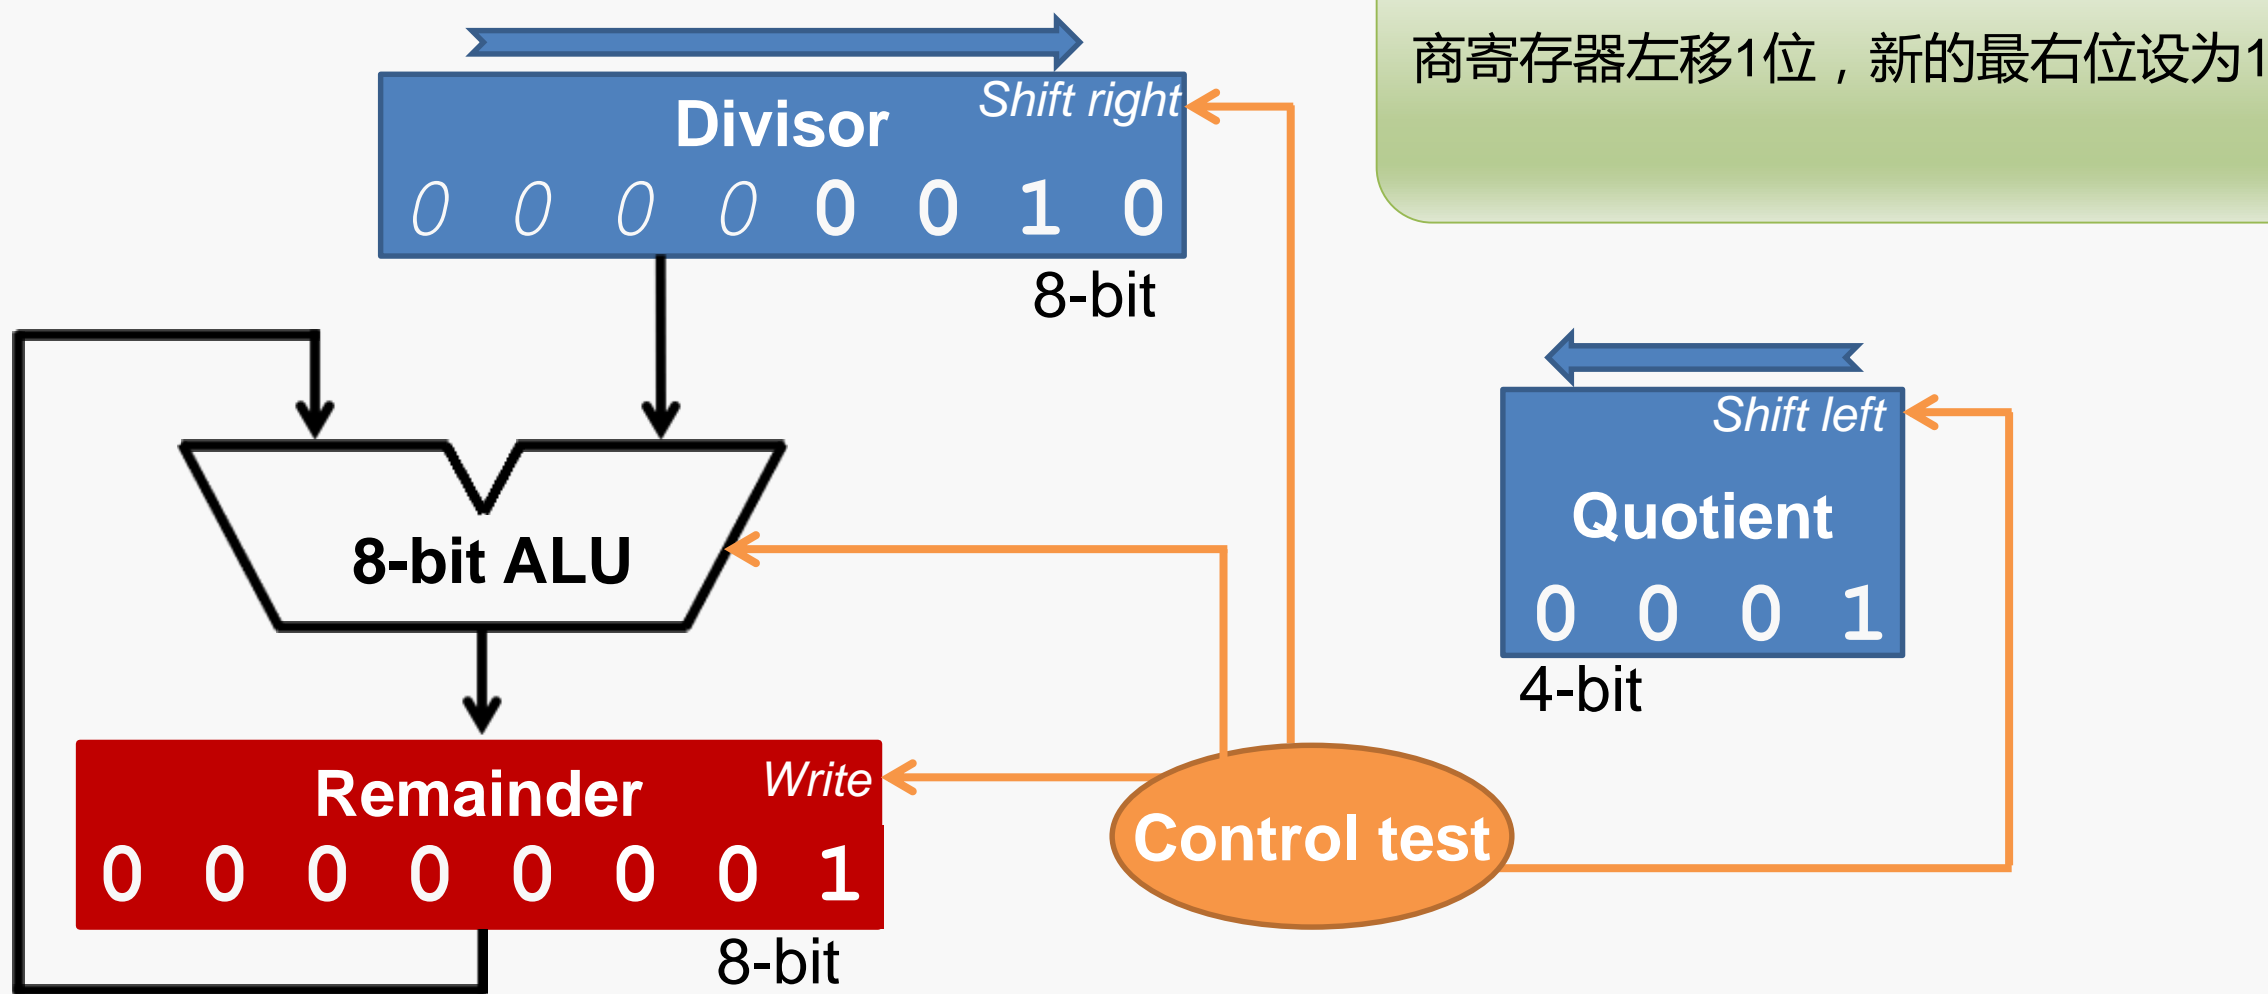 商寄存器左移1位，新的最右位设为1
Shift right
Divisor
0 0 0 0 0 0 1 0
8-bit
Shift left
Quotient
0 0 0 1
4-bit
8-bit ALU
Write
Remainder
0 0 0 0 0 0 0 1
8-bit
Control test